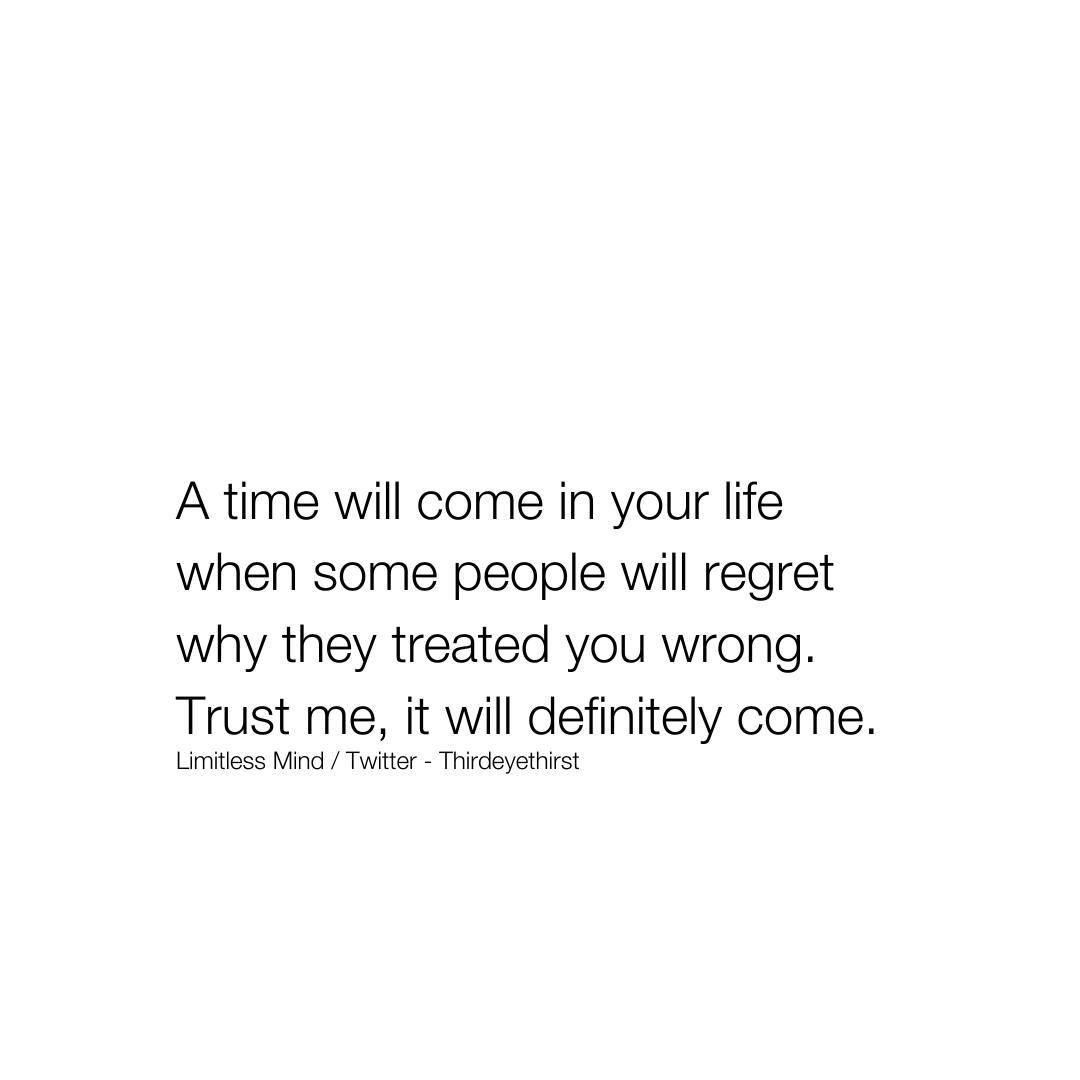 A time will come in your life
when some people will regret
why they treated you wrong.
Trust me, it will definitely come.
Limitless Mind / Twitter - Thirdeyethirst